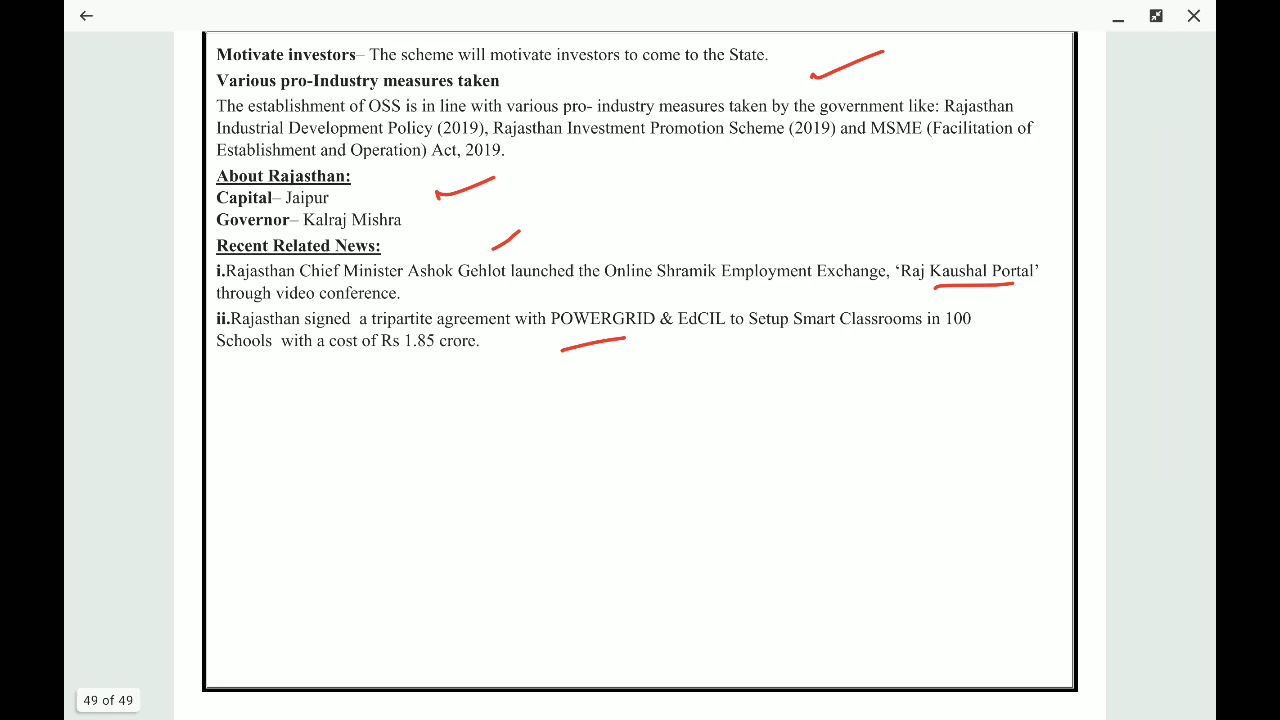 Motivate investors– The scheme will motivate investors to come to the State.
Various pro-Industry measures taken
The establishment of OSS is in line with various pro- industry measures taken by the government like: Rajasthan
Industrial Development Policy (2019), Rajasthan Investment Promotion Scheme (2019) and MSME (Facilitation of
Establishment and Operation) Act, 2019.
About Rajasthan:
Capital– Jaipur
Governor– Kalraj Mishra
Recent Related News:
i.Rajasthan Chief Minister Ashok Gehlot launched the Online Shramik Employment Exchange, ‘Raj Kaushal Portal’
through video conference.
ii.Rajasthan signed  a tripartite agreement with POWERGRID & EdCIL to Setup Smart Classrooms in 100
Schools  with a cost of Rs 1.85 crore.
49 of 49